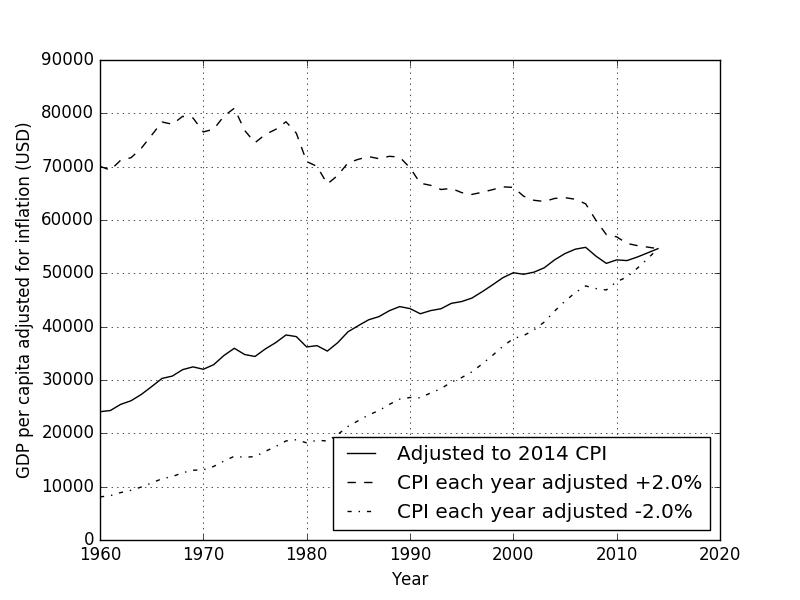 90000
80000
70000
60000
50000
40000
30000
20000
10000
0
GDP per capita adjusted for inflation (USD)
Adjusted to 2014 CPI
CPI each year adjusted +2.0%
CPI each year adjusted -2.0%
1960 1970 1980 1990 2000 2010 2020
Year